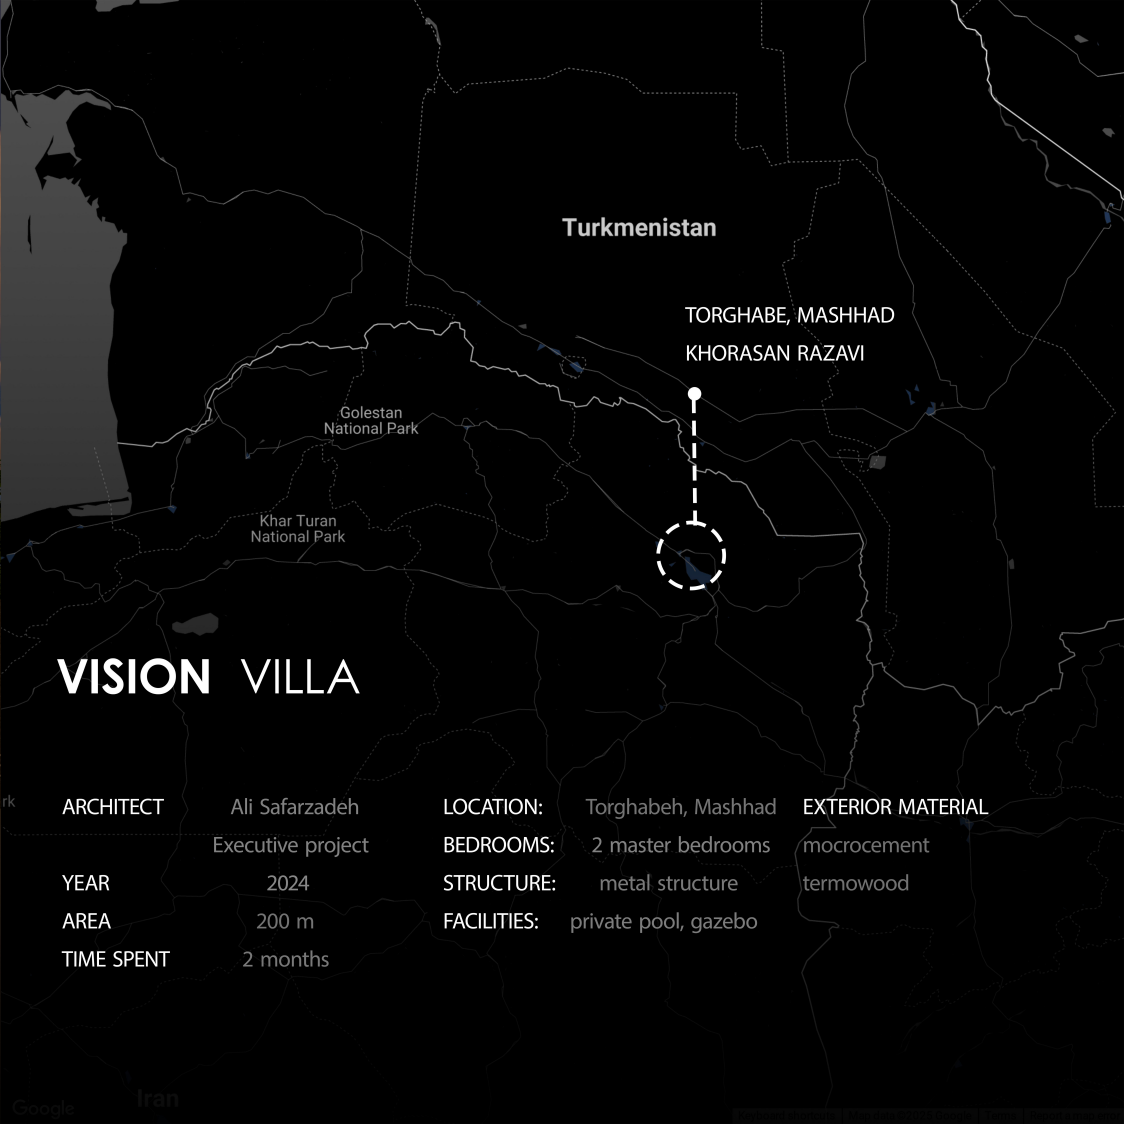 Turkmenistan
TORGHABE, MASHHAD
KHORASAN RAZAVI
Golestan
National Park
Khar Turan
National Park
VISION VILLA
rk
ARCHITECT Ali Safarzadeh
Executive project
YEAR 2024
AREA 200 m
TIME SPENT 2 months
LOCATION: Torghabeh, Mashhad
BEDROOMS: 2 master bedrooms
STRUCTURE: metal structure
FACILITIES: private pool, gazebo
EXTERIOR MATERIAL
mocrocement
termowood
Iran
Google